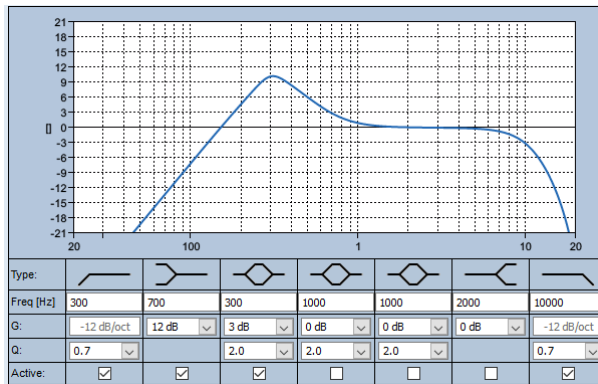 21
18
15
12
9
6
3
[] 0
-3
-6
-9
-12
-15
-18
-21
20 100 1 10 20
Type:
Freq [Hz] 300 700 300 1000 1000 2000 10000
G: -12 dB/oct 12 dB 3 dB 0 dB 0 dB 0 dB -12 dB/oct
Q: 0.7 2.0 2.0 2.0 0.7
Active: